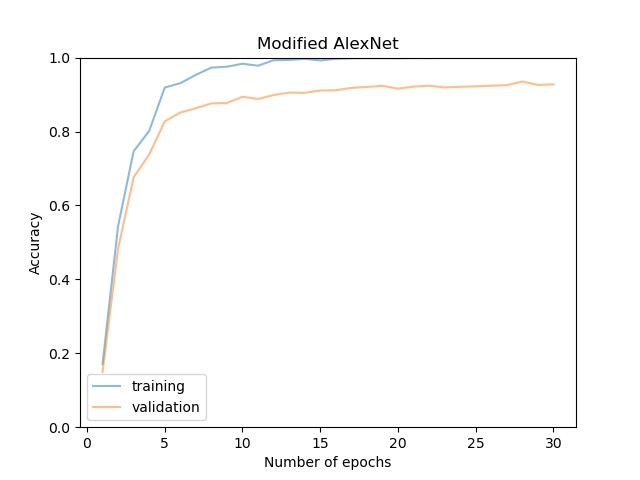 Modified AlexNet
1.0
0.8
0.6
0.4
0.2
0.0
Accuracy
training
validation
0 5 10 15 20 25 30
Number of epochs